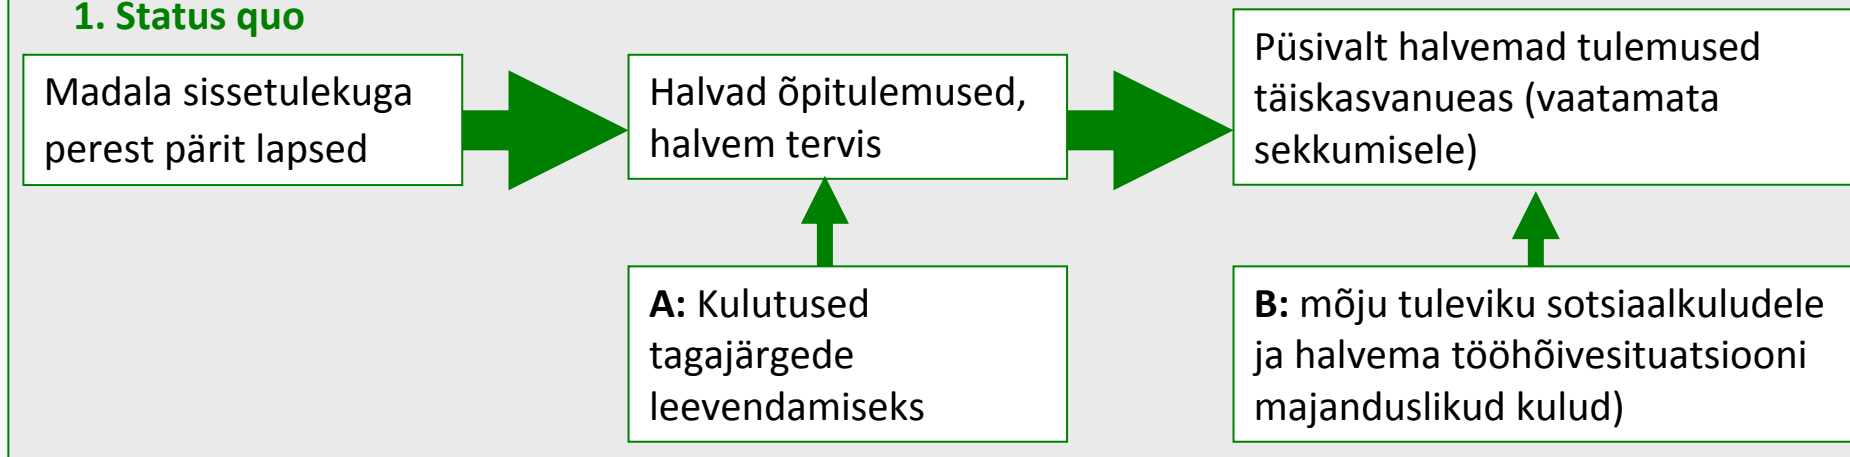 1. Status quo
Madala sissetulekuga
perest pärit lapsed
Halvad õpitulemused,
halvem tervis
Püsivalt halvemad tulemused
täiskasvanueas (vaatamata
sekkumisele)
A: Kulutused
tagajärgede
leevendamiseks
B: mõju tuleviku sotsiaalkuludele
ja halvema tööhõivesituatsiooni
majanduslikud kulud)